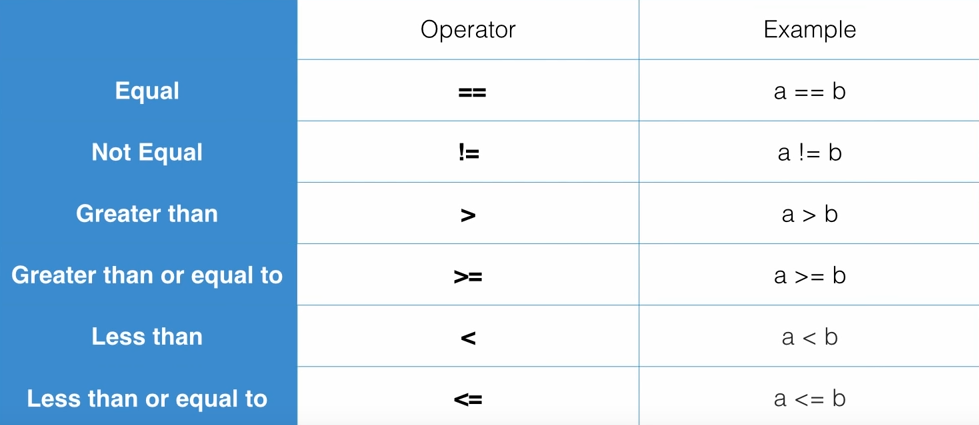 Operator Example
Equal == a == b
Not Equal != a != b
Greater than > a > b
Greater than or equal to >= a >= b
Less than < a < b
Less than or equal to <= a <= b